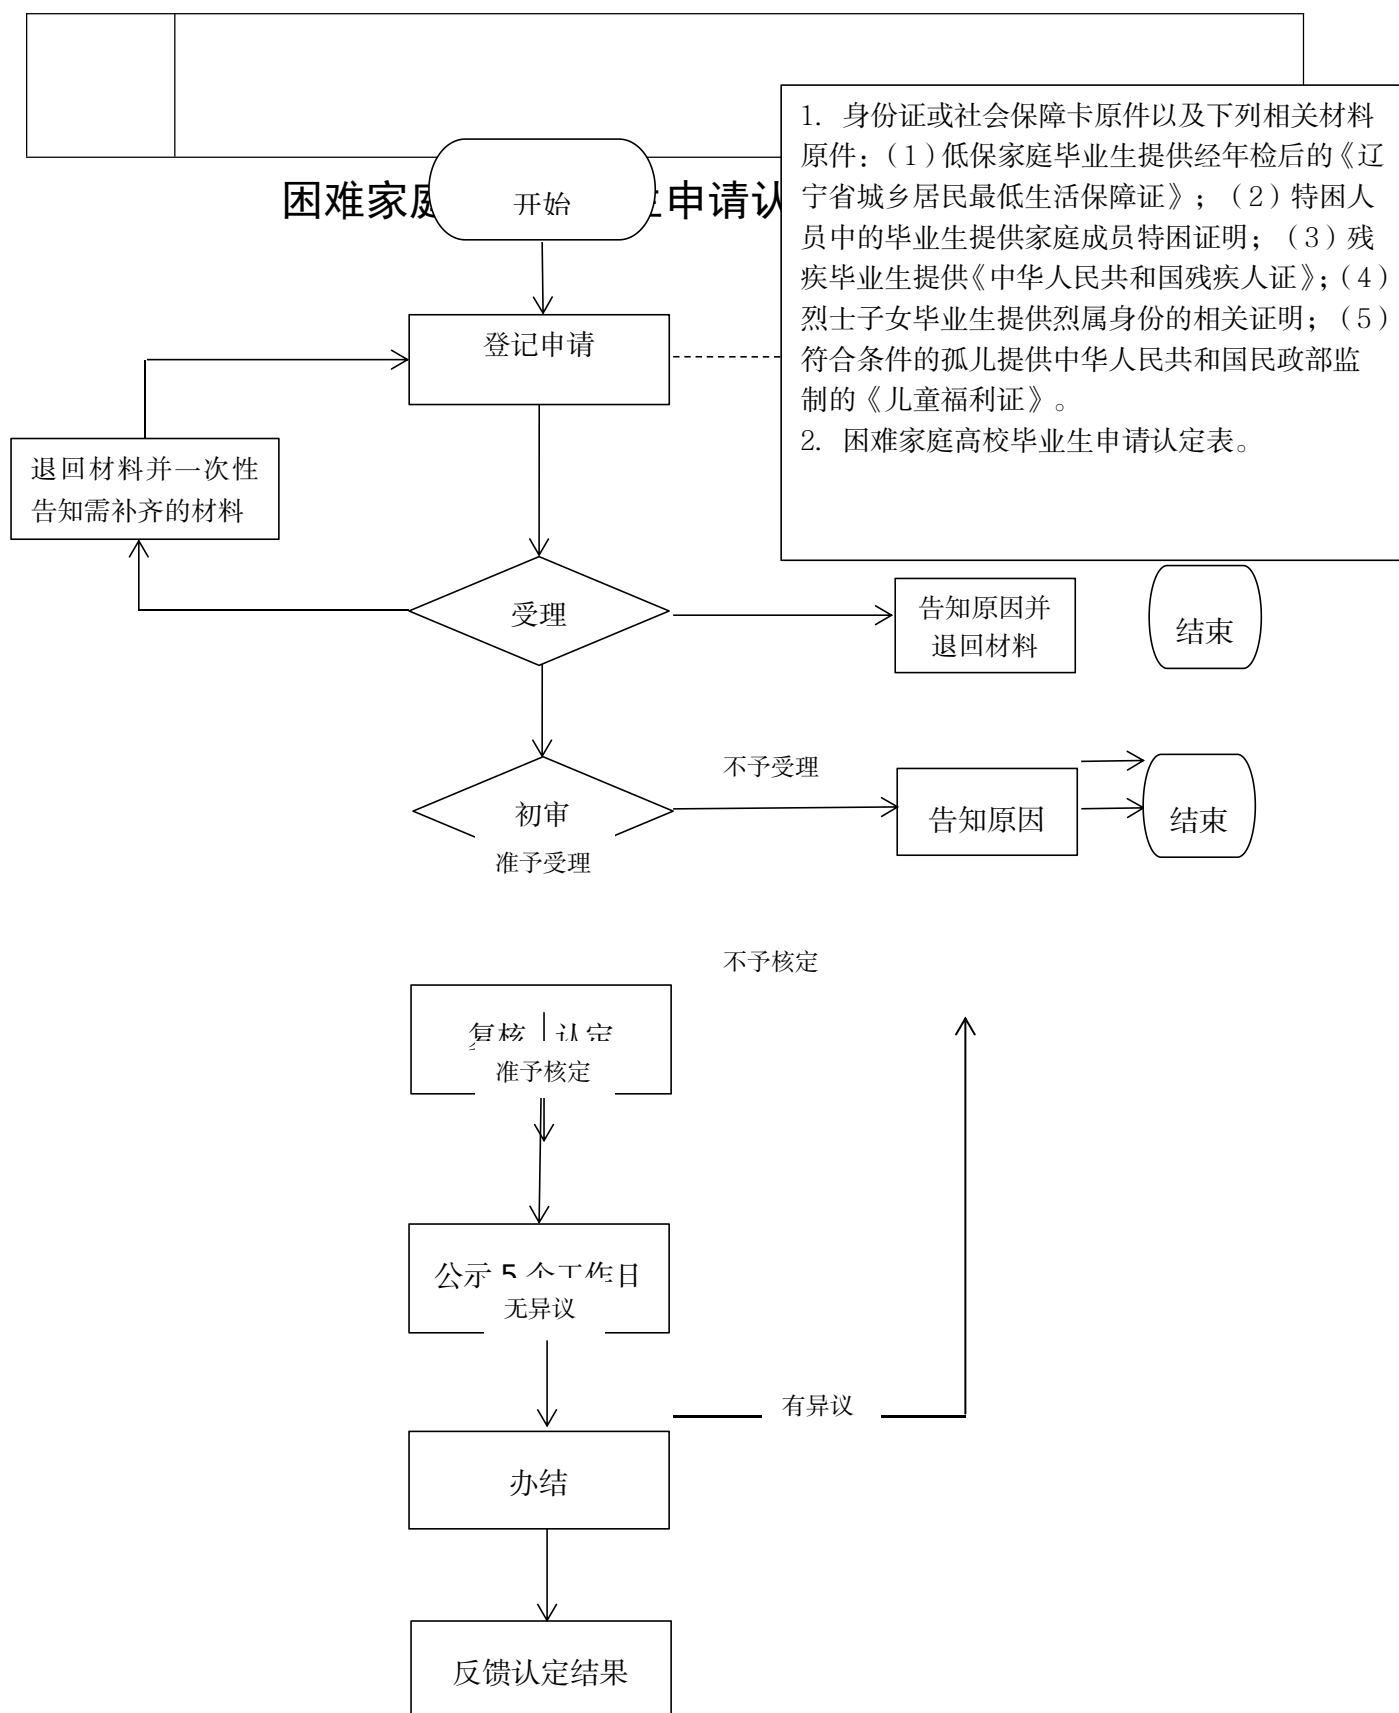 1. 身份证或社会保障卡原件以及下列相关材料
原件：（1）低保家庭毕业生提供经年检后的《辽
宁省城乡居民最低生活保障证》；（2）特困人
员中的毕业生提供家庭成员特困证明；（3）残
疾毕业生提供《中华人民共和国残疾人证》；（4）
烈士子女毕业生提供烈属身份的相关证明；（5）
符合条件的孤儿提供中华人民共和国民政部监
制的《儿童福利证》。
2. 困难家庭高校毕业生申请认定表。
困难家庭
申请认
开始
登记申请
退回材料并一次性
告知需补齐的材料
受理
告知原因并
退回材料
结束
不予受理
初审
告知原因
结束
准予受理
不予核定
复核 认定
准予核定
公示 5 个工作日
无异议
有异议
办结
反馈认定结果